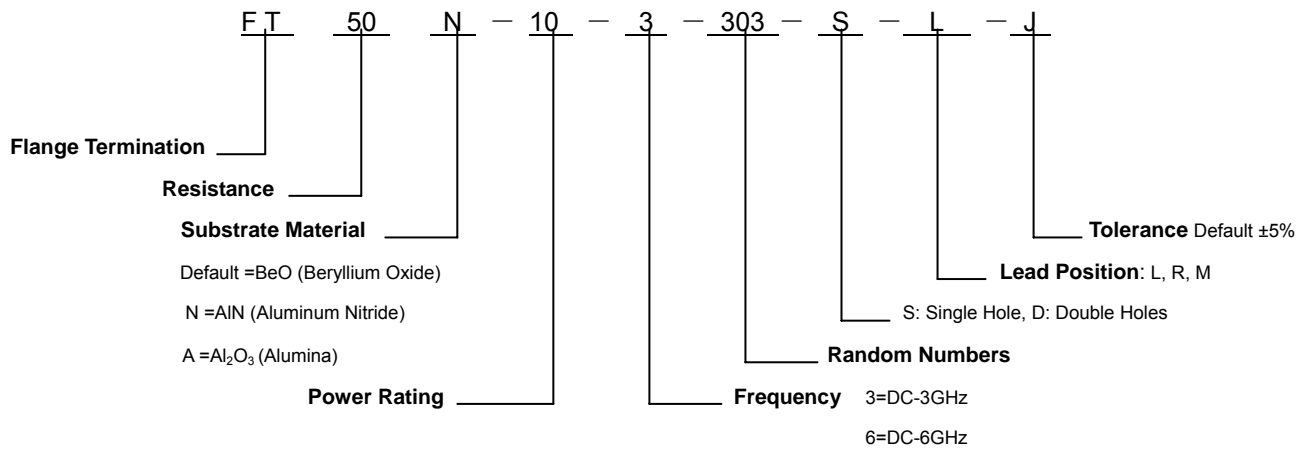 FT 50 N — 10 — 3 — 303 — S — L — J
Flange Termination
Resistance
Substrate Material
Tolerance Default ±5%
Default =BeO (Beryllium Oxide)
Lead Position: L, R, M
N =AlN (Aluminum Nitride)
S: Single Hole, D: Double Holes
A =Al₂O₃ (Alumina)
Random Numbers
Power Rating
Frequency 3=DC-3GHz
6=DC-6GHz